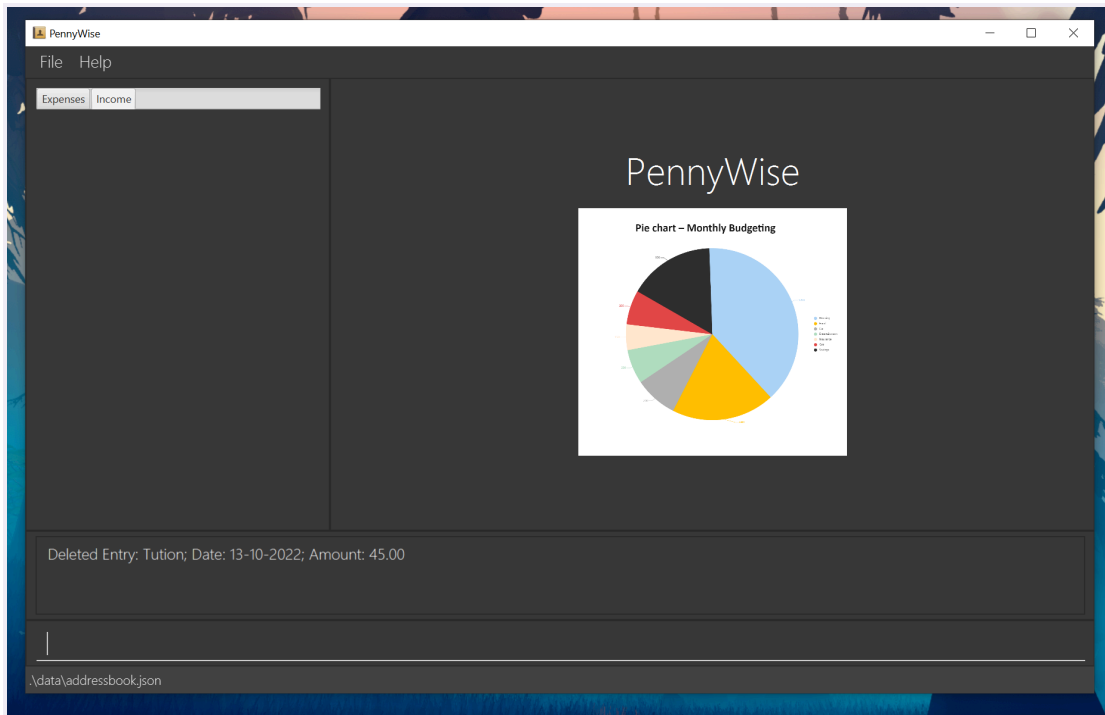 PennyWise
File Help
Expenses Income
PennyWise
Pie chart – Monthly Budgeting
Deleted Entry: Tution; Date: 13-10-2022; Amount: 45.00
.\data\addressbook.json